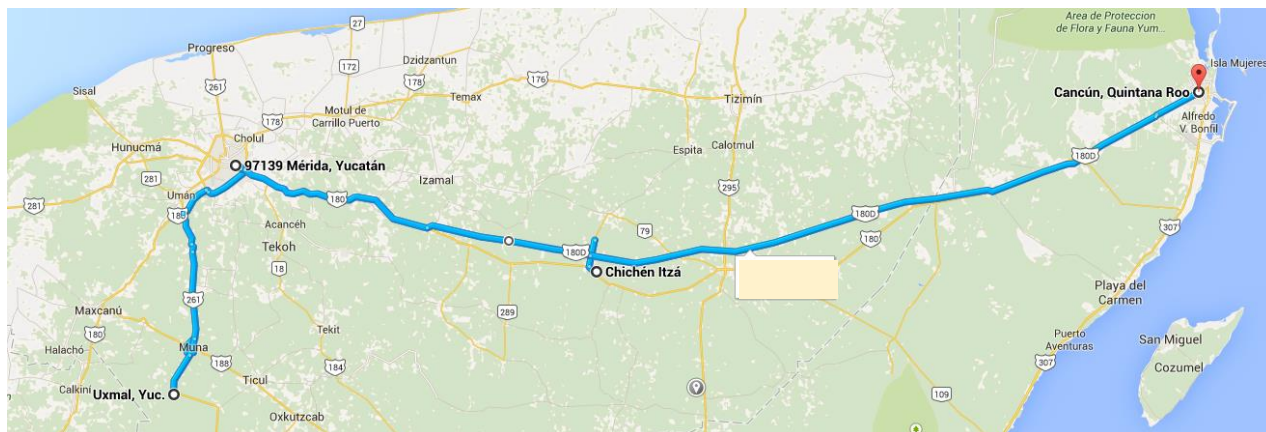 Area de Proteccion
de Flora y Fauna Yum...
27
Progreso
Dzidzantun
Isla Mujeres
172
178
176
Sisal
261
Temax
Tizimín
Cancún, Quintana Roo
Motul de
Carrillo Puerto
178
Alfredo
V. Bonfil
Cholul
Hunucmá
Espita
Calotmul
180D
97139 Mérida, Yucatán
281
Izamal
295
Umán
180
281
180
180D
Acancéh
79
180
307
Tekoh
180D
Chichén Itzá
18
Playa del
Carmen
261
289
Maxcanú
Tekit
Puerto
Aventuras
San Miguel
180
Muna
Halachó
188
184
307
Cozumel
Ticul
Calkiní
Uxmal, Yuc.
109
Oxkutzcab